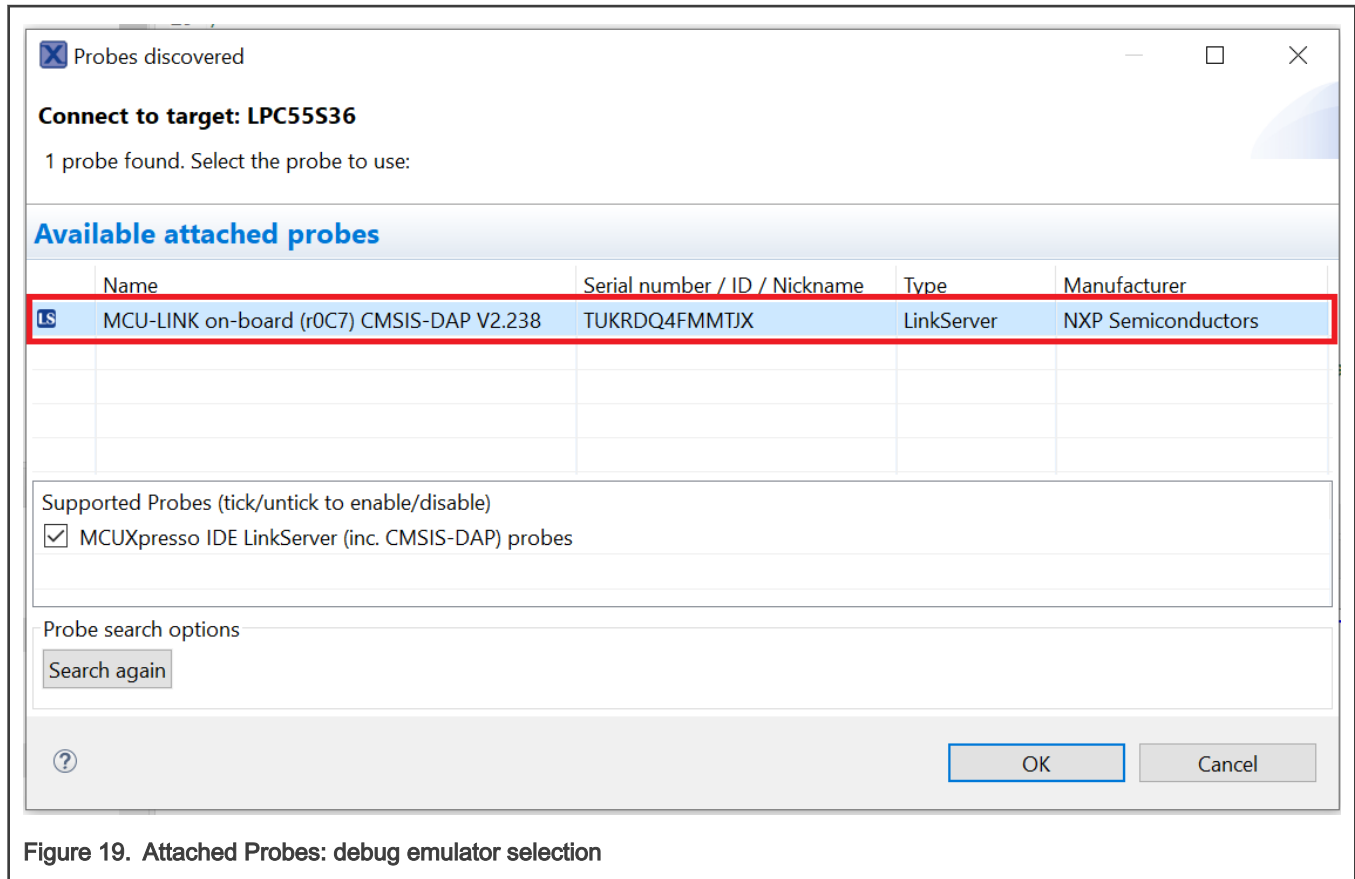 Probes discovered
Connect to target: LPC55S36
1 probe found. Select the probe to use:
Available attached probes
Name Serial number / ID / Nickname Type Manufacturer
LS MCU-LINK on-board (r0C7) CMSIS-DAP V2.238 TUKRDQ4FMMTJX LinkServer NXP Semiconductors
Supported Probes (tick/untick to enable/disable)
MCUXpresso IDE LinkServer (inc. CMSIS-DAP) probes
Probe search options
Search again
? OK Cancel
Figure 19. Attached Probes: debug emulator selection